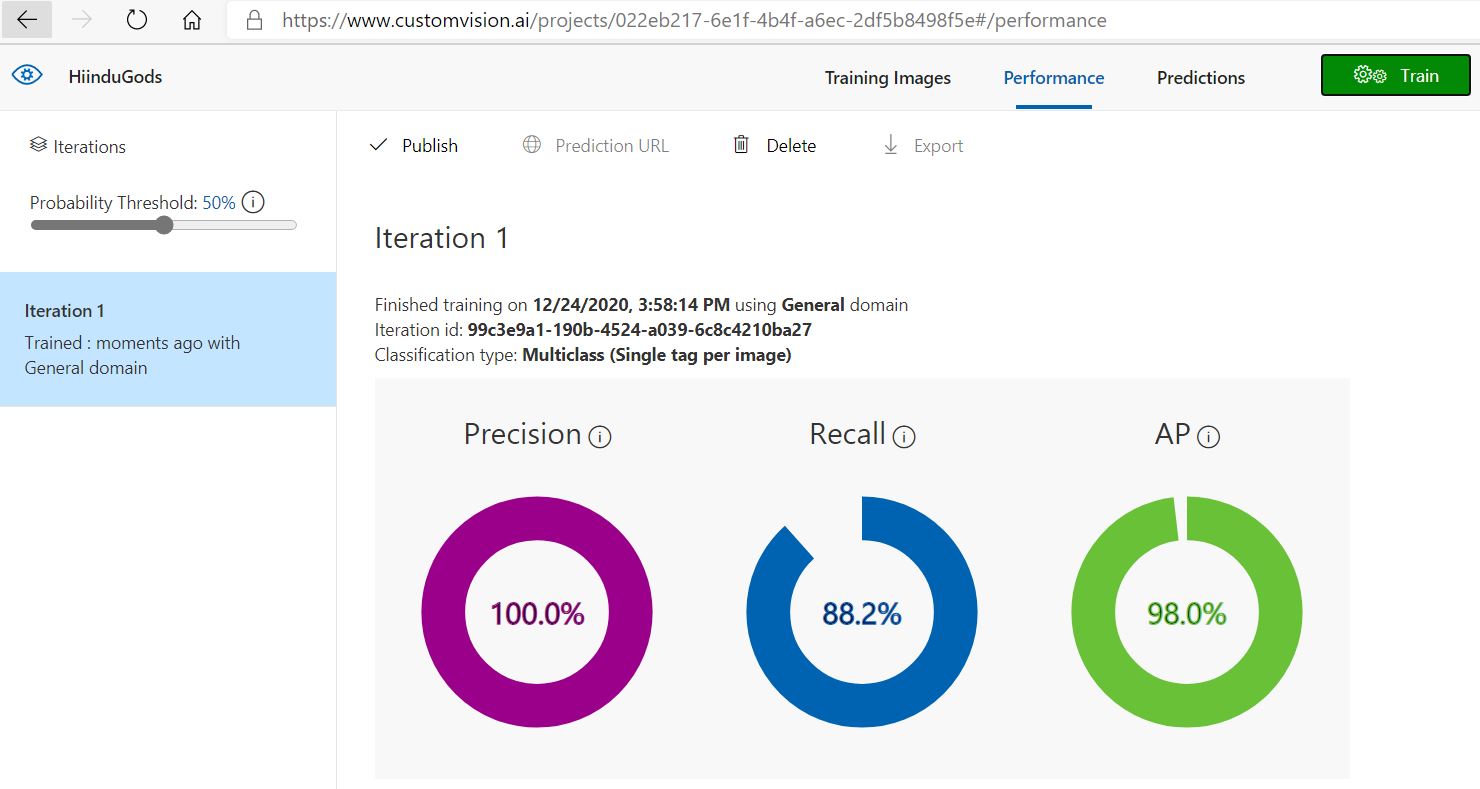 https://www.customvision.ai/projects/022eb217-6e1f-4b4f-a6ec-2df5b8498f5e#/performance
HiinduGods
Training Images
Performance
Predictions
Train
Iterations
Publish
Prediction URL
Delete
Export
Probability Threshold: 50%
Iteration 1
Trained : moments ago with
General domain
Iteration 1
Finished training on 12/24/2020, 3:58:14 PM using General domain
Iteration id: 99c3e9a1-190b-4524-a039-6c8c4210ba27
Classification type: Multiclass (Single tag per image)
Precision
Recall
AP
100.0%
88.2%
98.0%